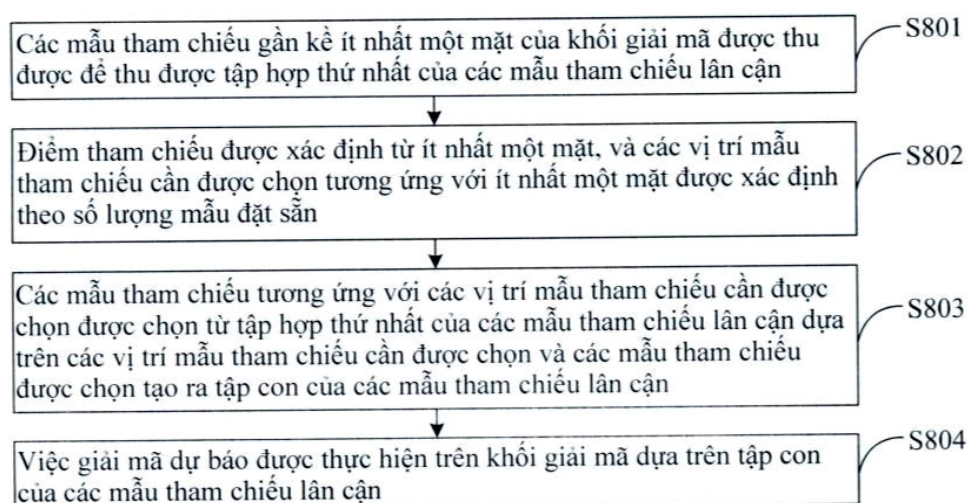 Các mẫu tham chiếu gần kề ít nhất một mặt của khối giải mã được thu
được để thu được tập hợp thứ nhất của các mẫu tham chiếu lân cận
S801
Điểm tham chiếu được xác định từ ít nhất một mặt, và các vị trí mẫu
tham chiếu cần được chọn tương ứng với ít nhất một mặt được xác định
theo số lượng mẫu đặt sẵn
S802
Các mẫu tham chiếu tương ứng với các vị trí mẫu tham chiếu cần được
chọn được chọn từ tập hợp thứ nhất của các mẫu tham chiếu lân cận dựa
trên các vị trí mẫu tham chiếu cần được chọn và các mẫu tham chiếu
được chọn tạo ra tập con của các mẫu tham chiếu lân cận
S803
Việc giải mã dự báo được thực hiện trên khối giải mã dựa trên tập con
của các mẫu tham chiếu lân cận
S804